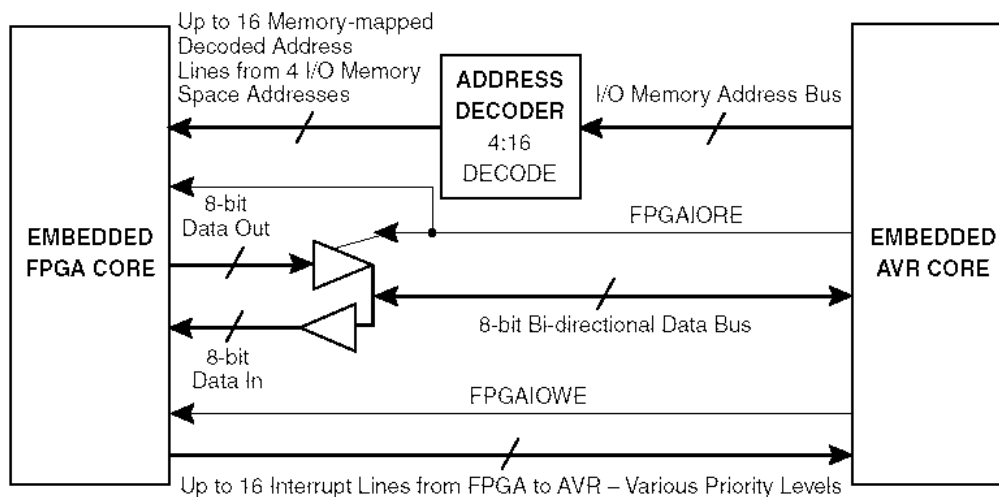 Up to 16 Memory-mapped
Decoded Address
Lines from 4 I/O Memory
Space Addresses
ADDRESS
DECODER
4:16
DECODE
I/O Memory Address Bus
8-bit
Data Out
FPGAIORE
EMBEDDED
FPGA CORE
EMBEDDED
AVR CORE
8-bit Bi-directional Data Bus
8-bit
Data In
FPGAIOWE
Up to 16 Interrupt Lines from FPGA to AVR – Various Priority Levels